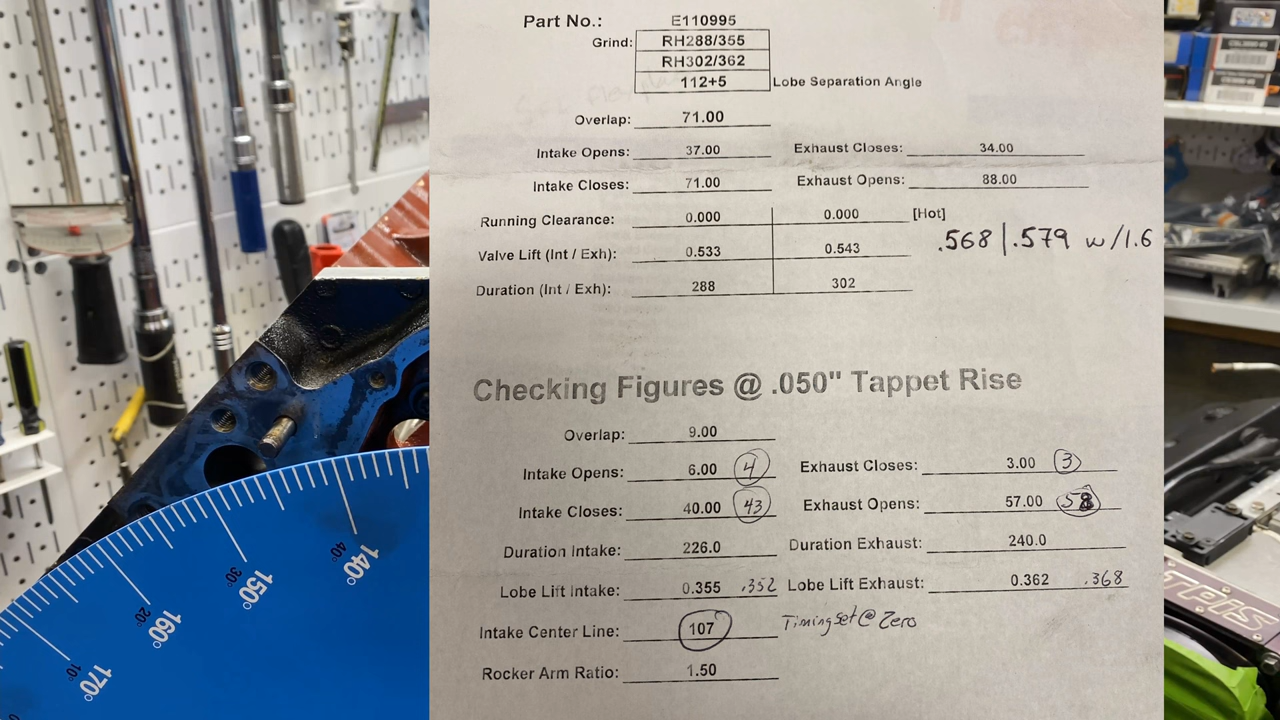 Part No.: E110995
Grind: RH288/355
RH302/362
112+5 Lobe Separation Angle
Overlap: 71.00
Intake Opens: 37.00 Exhaust Closes: 34.00
Intake Closes: 71.00 Exhaust Opens: 88.00
Running Clearance: 0.000 0.000 [Hot]
.568/.579 w/1.6
Valve Lift (Int / Exh): 0.533 0.543
Duration (Int / Exh): 288 302
Checking Figures @ .050" Tappet Rise
Overlap: 9.00
Intake Opens: 6.00 4 Exhaust Closes: 3.00 3
Intake Closes: 40.00 43 Exhaust Opens: 57.00 58
Duration Intake: 226.0 Duration Exhaust: 240.0
Lobe Lift Intake: 0.355 .352 Lobe Lift Exhaust: 0.362 .368
Intake Center Line: 107 Timing Set @ Zero
Rocker Arm Ratio: 1.50
40° 140°
30° 150°
20° 160°
10° 170°
TPIS